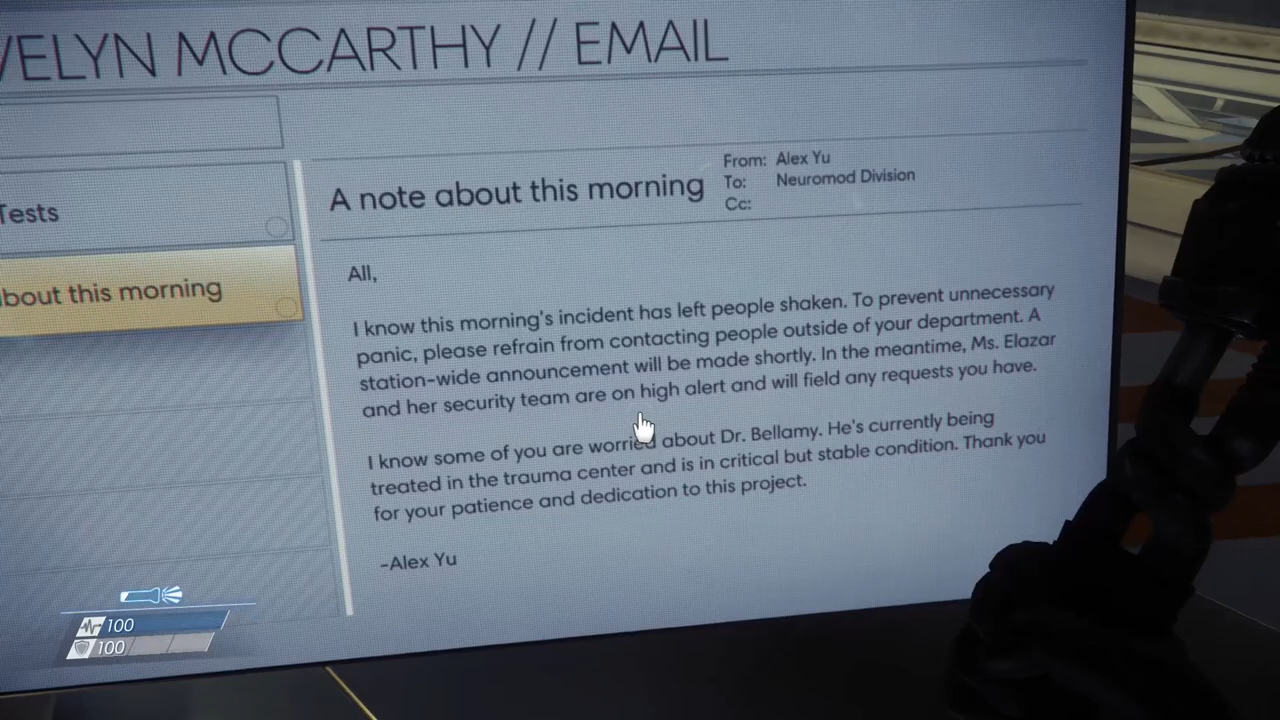 VELYN MCCARTHY // EMAIL
Tests
bout this morning
A note about this morning
From: Alex Yu
To: Neuromod Division
Cc:
All,
I know this morning's incident has left people shaken. To prevent unnecessary
panic, please refrain from contacting people outside of your department. A
station-wide announcement will be made shortly. In the meantime, Ms. Elazar
and her security team are on high alert and will field any requests you have.
I know some of you are worried about Dr. Bellamy. He's currently being
treated in the trauma center and is in critical but stable condition. Thank you
for your patience and dedication to this project.
-Alex Yu
100
100